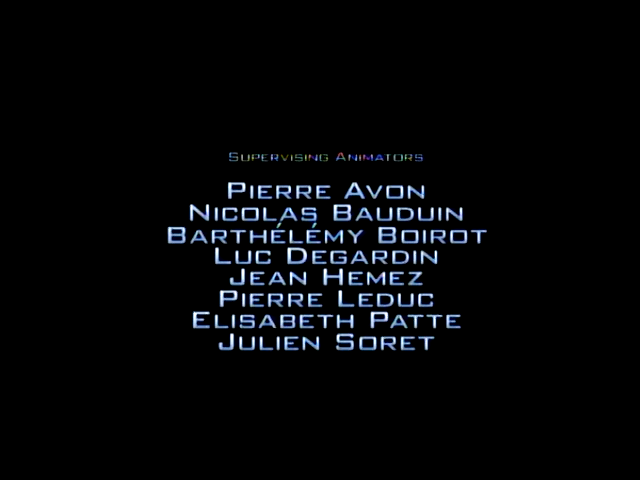 Supervising Animators
Pierre Avon
Nicolas Bauduin
Barthélémy Boirot
Luc Degardin
Jean Hemez
Pierre Leduc
Elisabeth Patte
Julien Soret